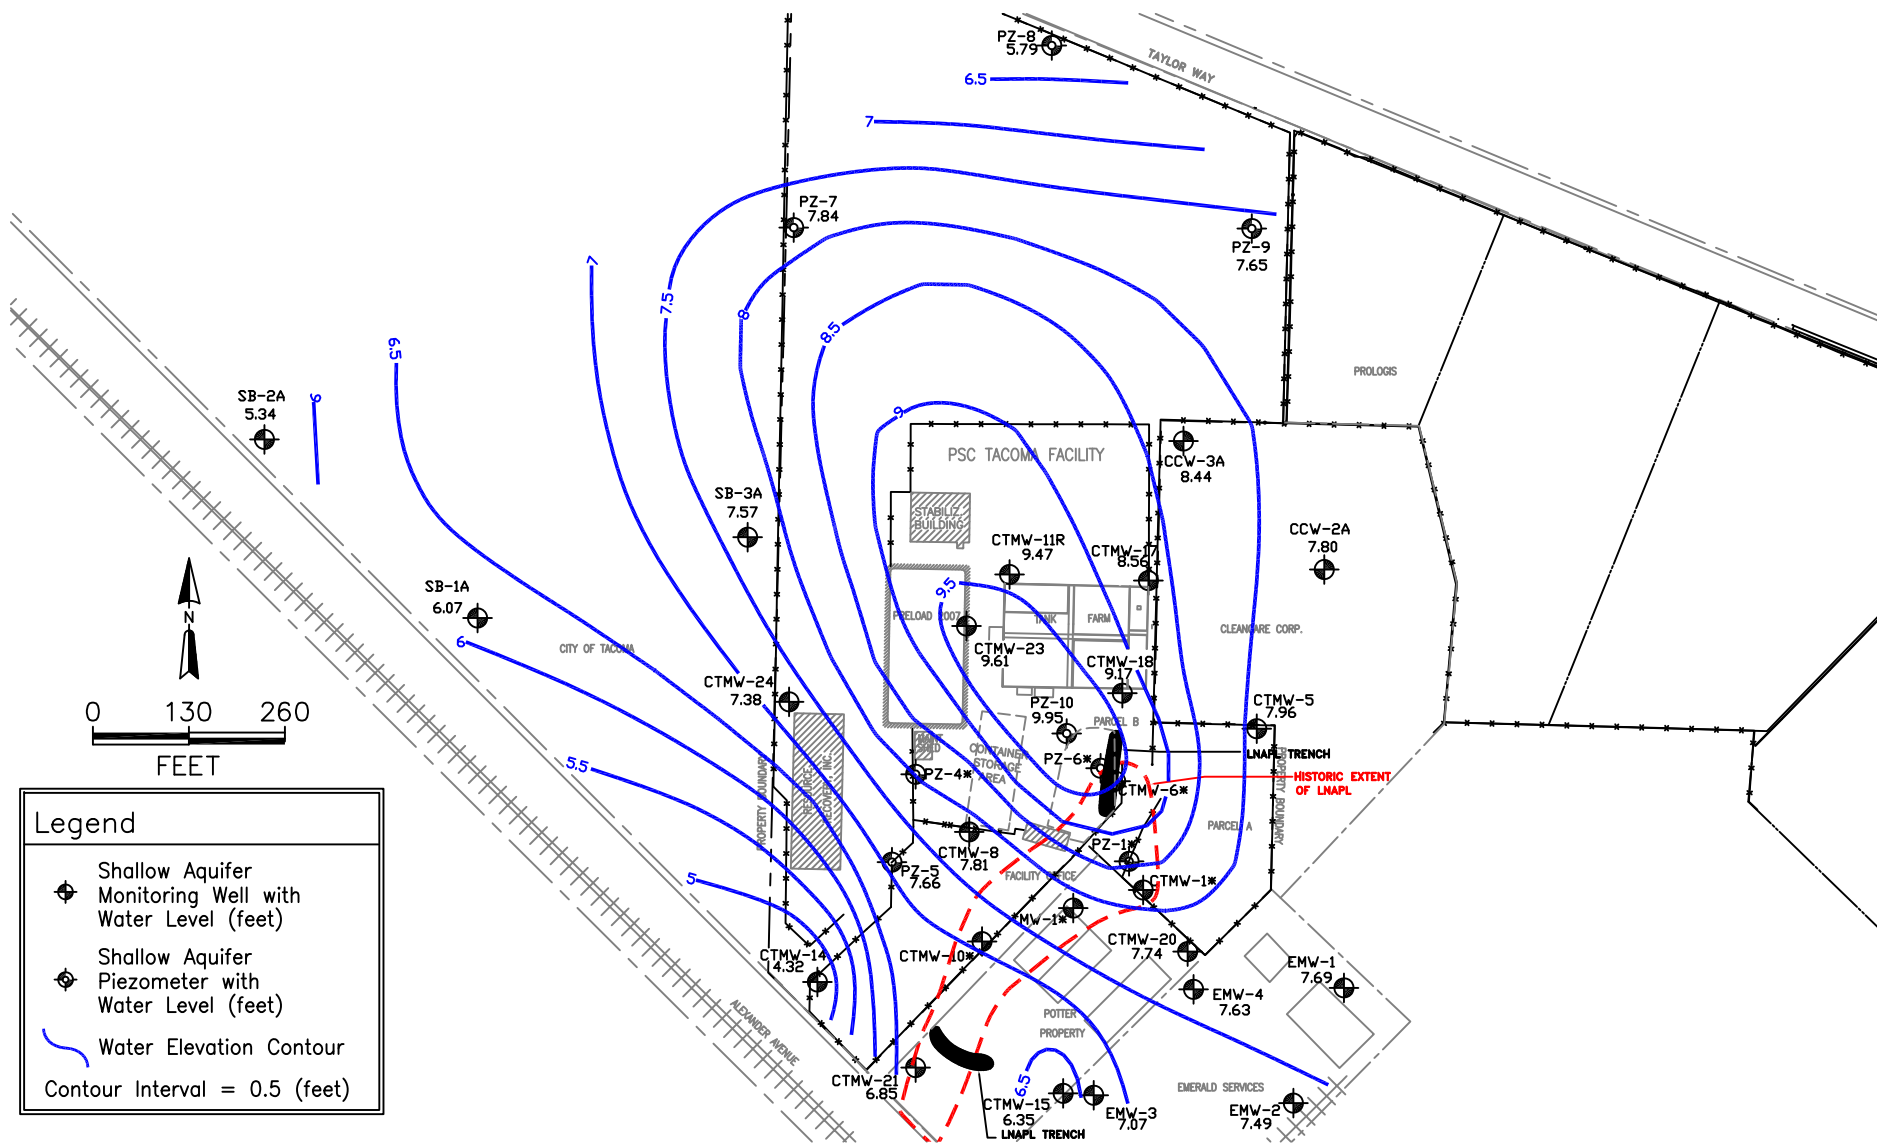 PZ-8
5.79
TAYLOR WAY
6.5
7
PZ-7
7.84
PZ-9
7.65
7
7.5
8
8.5
6.5
6
SB-2A
5.34
PROLOGIS
9
PSC TACOMA FACILITY
CCW-3A
8.44
SB-3A
7.57
STABILIZ.
BUILDING
CCW-2A
7.80
CTMW-11R
9.47
CTMW-17
8.56
SB-1A
6.07
9.5
PRELOAD 2007
TANK
FARM
CLEANCARE CORP.
6
CITY OF TACOMA
CTMW-23
9.61
CTMW-18
9.17
CTMW-24
7.38
PZ-10
9.95
PARCEL B
CTMW-5
7.96
N
0 130 260
FEET
5.5
SHED
CONTAINER
STORAGE
AREA
PZ-4*
PZ-6*
LNAPL TRENCH
HISTORIC EXTENT
OF LNAPL
CTMW-6*
PROPERTY BOUNDARY
RESOURCE
RECOVERY, INC.
PROPERTY BOUNDARY
PARCEL A
CTMW-8
7.81
PZ-1*
PZ-5
7.66
FACILITY OFFICE
CTMW-1*
5
MW-1*
CTMW-14
4.32
CTMW-10*
CTMW-20
7.74
EMW-1
7.69
EMW-4
7.63
POTTER
PROPERTY
ALEXANDER AVENUE
CTMW-21
6.85
6.5
CTMW-15
6.35
EMW-3
7.07
EMERALD SERVICES
EMW-2
7.49
LNAPL TRENCH
Legend
Shallow Aquifer
Monitoring Well with
Water Level (feet)
Shallow Aquifer
Piezometer with
Water Level (feet)
Water Elevation Contour
Contour Interval = 0.5 (feet)